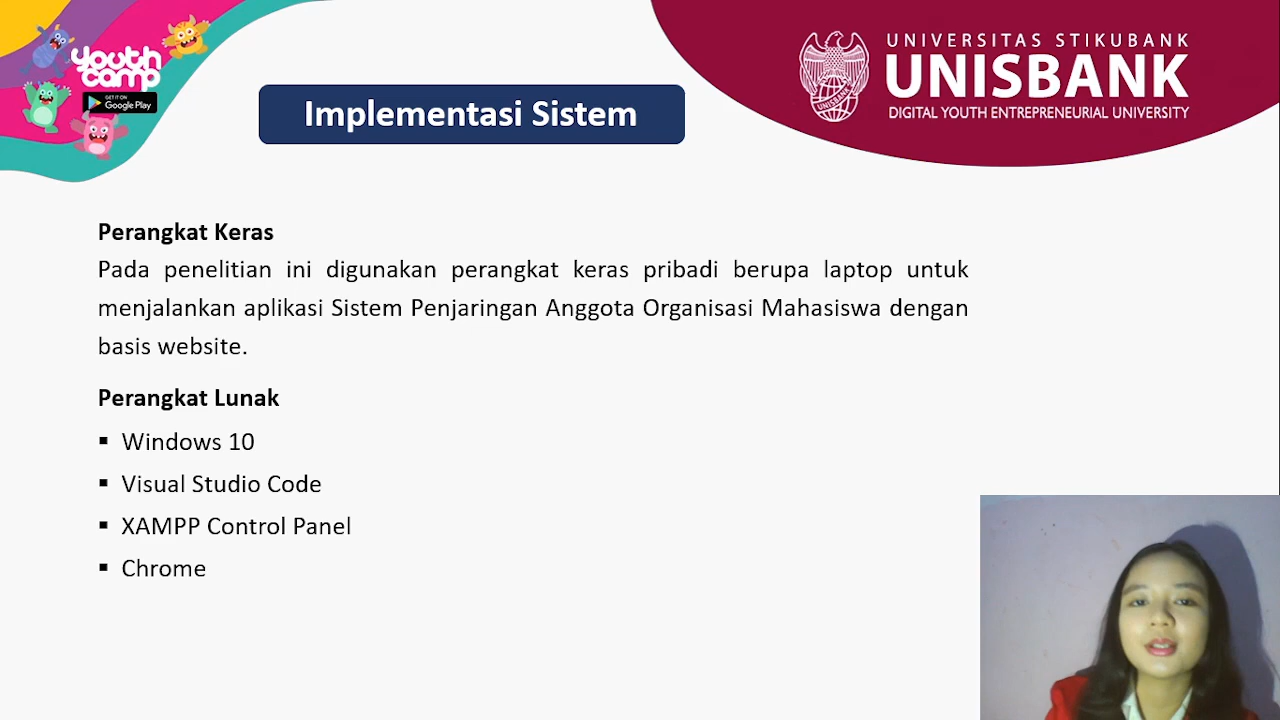 youth
camp
GET IT ON
Google Play
Implementasi Sistem
UNIVERSITAS STIKUBANK
UNISBANK
DIGITAL YOUTH ENTREPRENEURIAL UNIVERSITY
UNISBANK
Perangkat Keras
Pada penelitian ini digunakan perangkat keras pribadi berupa laptop untuk
menjalankan aplikasi Sistem Penjaringan Anggota Organisasi Mahasiswa dengan
basis website.
Perangkat Lunak
▪ Windows 10
▪ Visual Studio Code
▪ XAMPP Control Panel
▪ Chrome